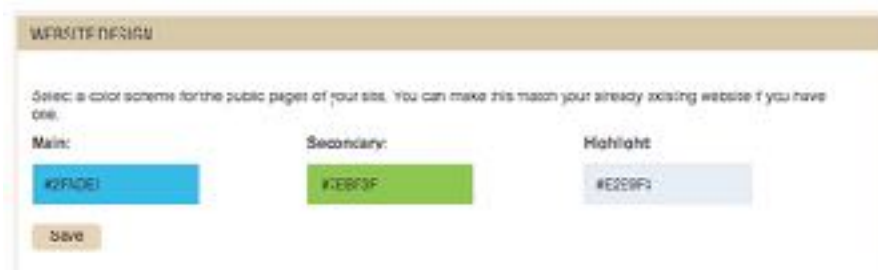 WEBSITE DESIGN
Select a color scheme for the public pages of your site. You can make this match your already existing website if you have
one.
Main: Secondary: Highlight:
Save